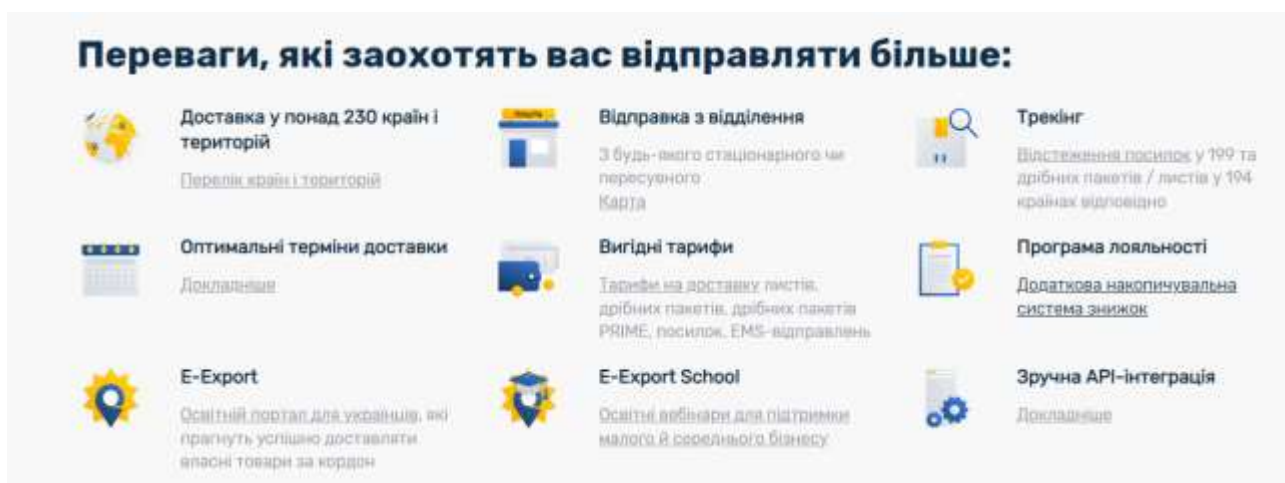 Переваги, які заохотять вас відправляти більше:
Доставка у понад 230 країн і
територій
Перелік країн і територій
Відправка з відділення
З будь-якого стаціонарного чи
пересувного
Карта
Трекінг
Відстеження посилок у 199 та
дрібних пакетів / листів у 194
країнах відповідно
Оптимальні терміни доставки
Докладніше
Вигідні тарифи
Тарифи на доставку листів,
дрібних пакетів, дрібних пакетів
PRIME, посилок, EMS-відправлень
Програма лояльності
Додаткова накопичувальна
система знижок
E-Export
Освітній портал для українців, які
прагнуть успішно доставляти
власні товари за кордон
E-Export School
Освітні вебінари для підтримки
малого й середнього бізнесу
Зручна API-інтеграція
Докладніше